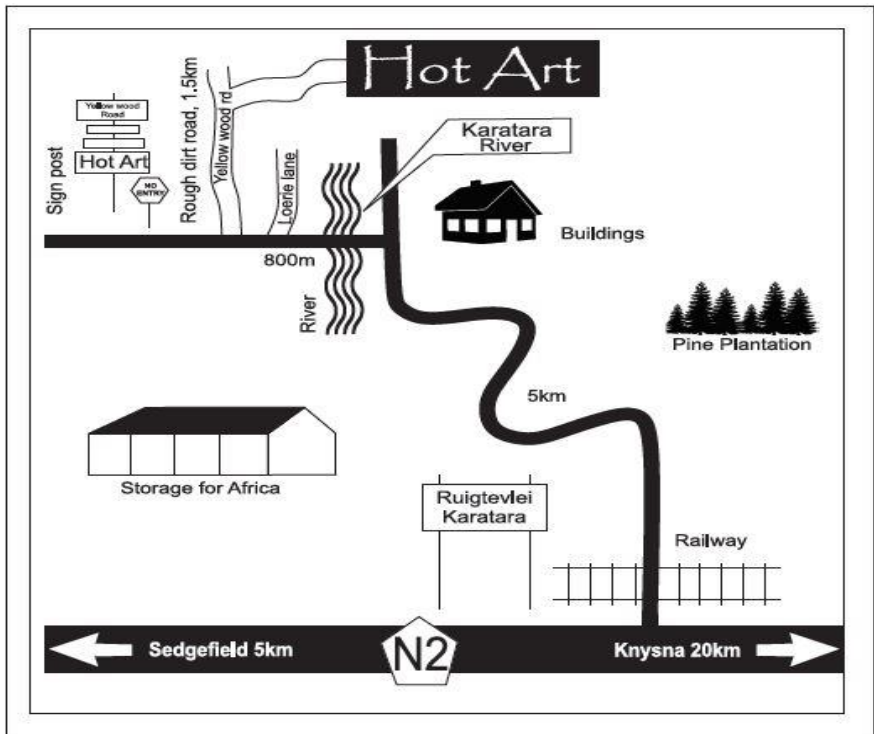 Hot Art
Yellow wood
Road
Hot Art
NO
ENTRY
Sign post
Rough dirt road, 1.5km
Yellow wood rd
Loerie lane
Karatara
River
800m
River
Buildings
Pine Plantation
5km
Storage for Africa
Ruigtevlei
Karatara
Railway
Sedgefield 5km
N2
Knysna 20km